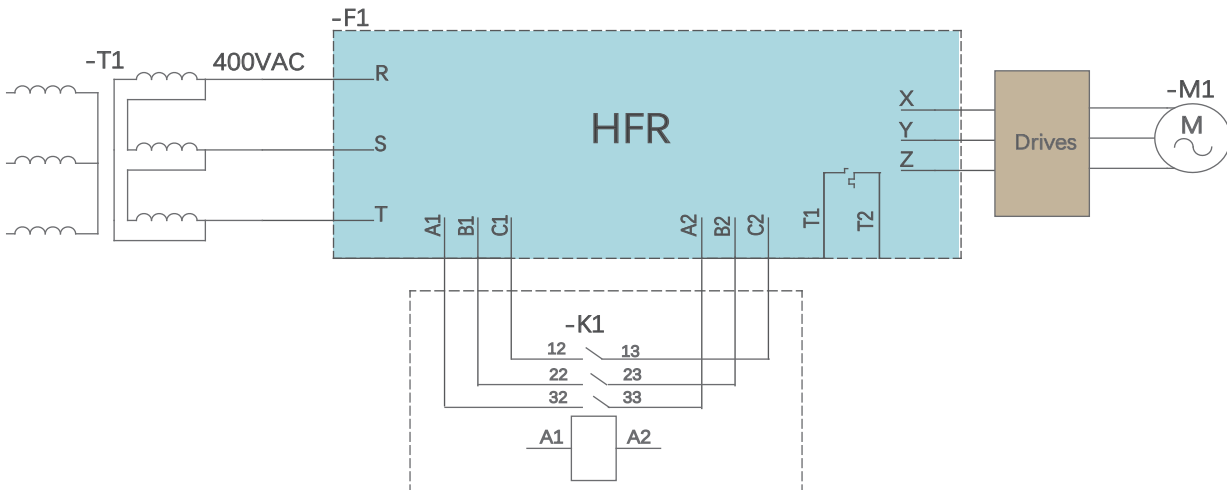 -F1
-T1
400VAC
R
HFR
X
-M1
Y
M
S
Drives
Z
T
A1
B1
C1
A2
B2
C2
T1
T2
-K1
12
13
22
23
32
33
A1
A2